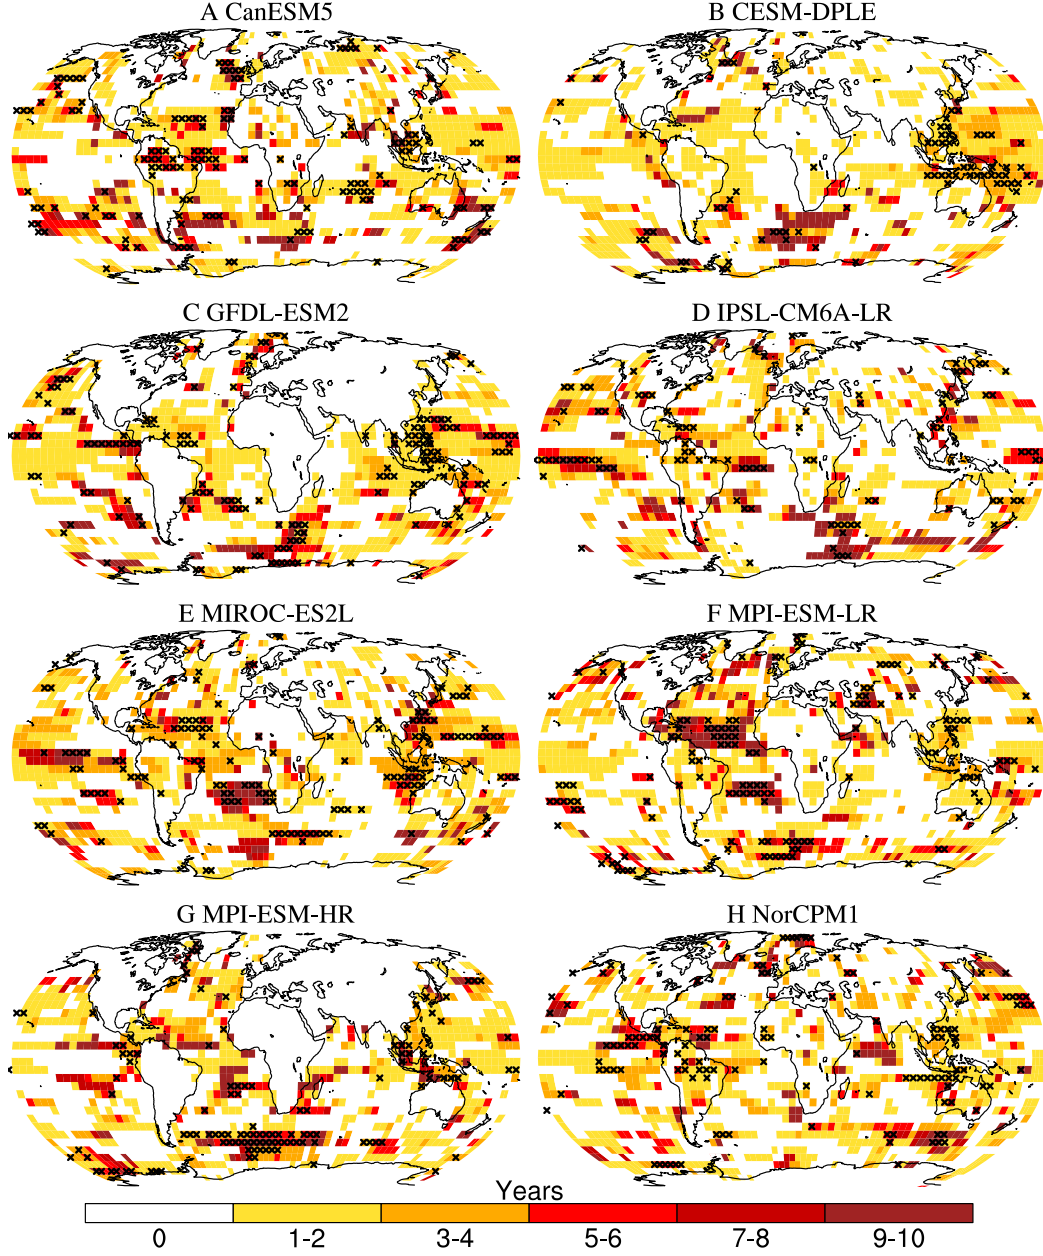 A CanESM5
B CESM-DPLE
C GFDL-ESM2
D IPSL-CM6A-LR
E MIROC-ES2L
F MPI-ESM-LR
G MPI-ESM-HR
H NorCPM1
Years
0 1-2 3-4 5-6 7-8 9-10